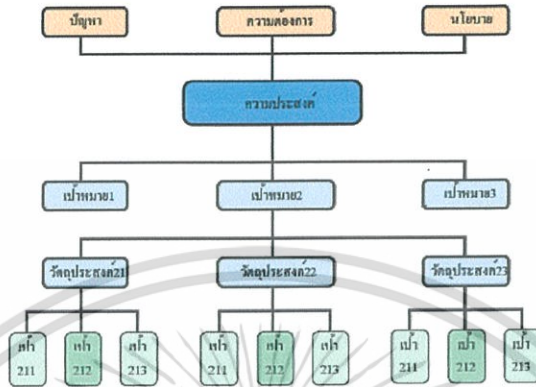 ปัญหา ความต้องการ นโยบาย
ความประสงค์
เป้าหมาย1 เป้าหมาย2 เป้าหมาย3
วัตถุประสงค์21 วัตถุประสงค์22 วัตถุประสงค์23
เป้า เป้า เป้า เป้า เป้า เป้า เป้า เป้า เป้า
211 212 213 211 212 213 211 212 213